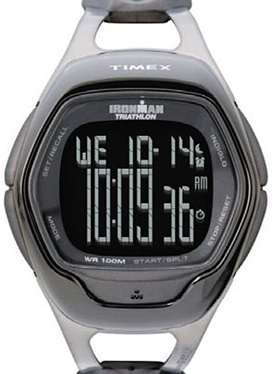 TIMEX
IRONMAN
TRIATHLON
SET/RECALL
INDIGLO
WE 10-14
AM
10:09 36
MODE
STOP/RESET
WR 100M
START/SPLIT